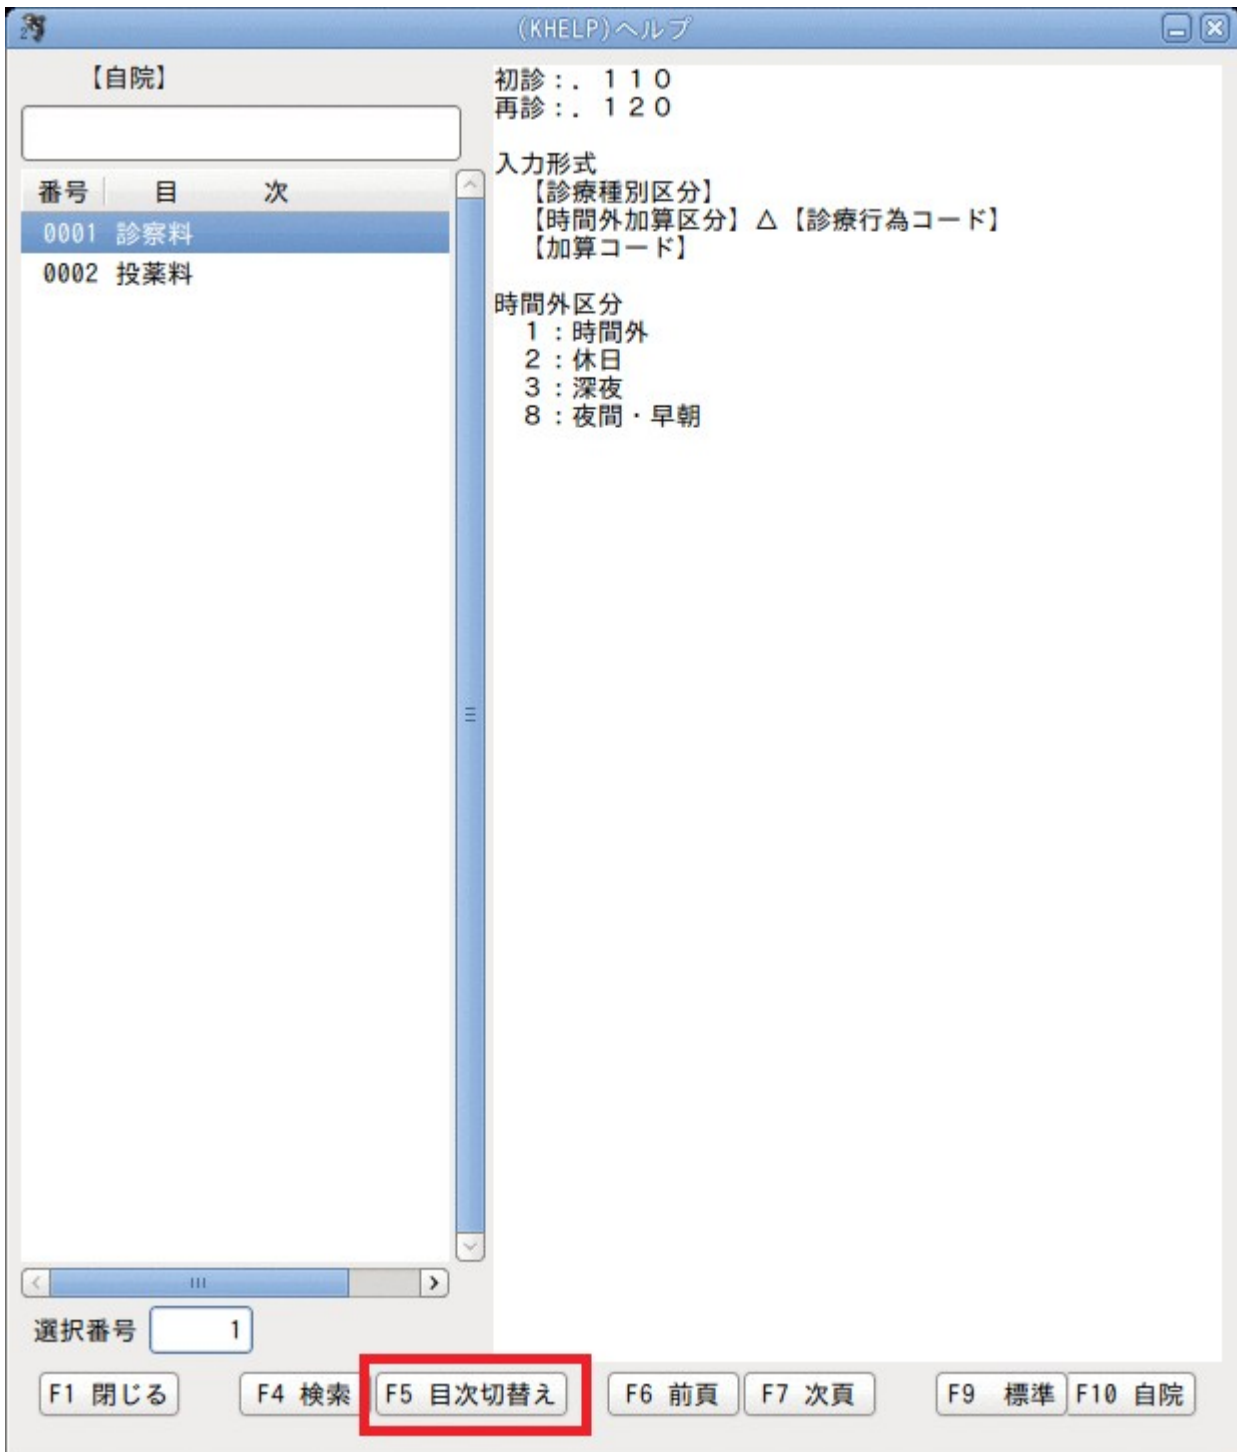 (KHELP)ヘルプ
【自院】
番号 目 次
0001 診察料
0002 投薬料
選択番号 1
初診：．１１０
再診：．１２０
入力形式
【診療種別区分】
【時間外加算区分】△【診療行為コード】
【加算コード】
時間外区分
１：時間外
２：休日
３：深夜
８：夜間・早朝
F1 閉じる F4 検索 F5 目次切替え F6 前頁 F7 次頁 F9 標準 F10 自院